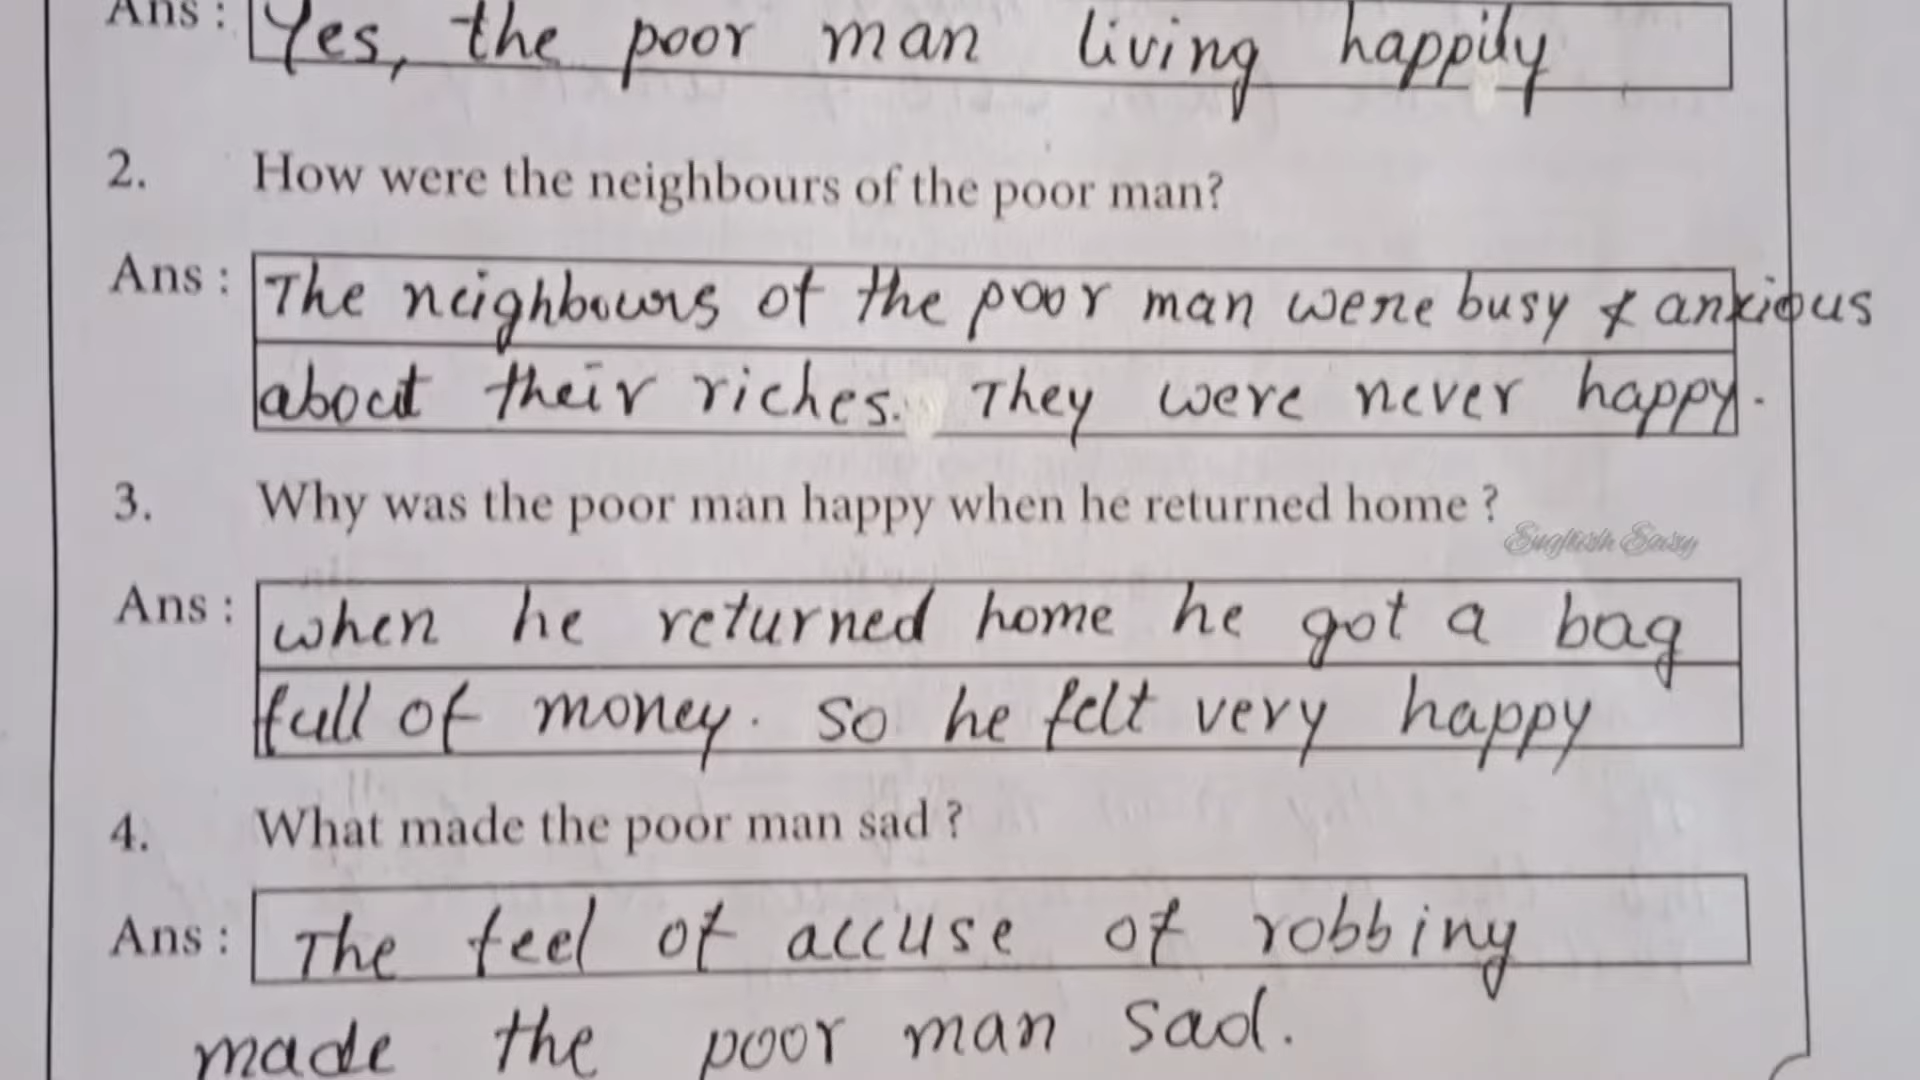 Ans : Yes, the poor man living happily
2. How were the neighbours of the poor man?
Ans : The neighbours of the poor man were busy & anxious
about their riches. They were never happy.
3. Why was the poor man happy when he returned home ?
English Easy
Ans : when he returned home he got a bag
full of money. so he felt very happy
4. What made the poor man sad ?
Ans : The feel of accuse of robbing
made the poor man sad.